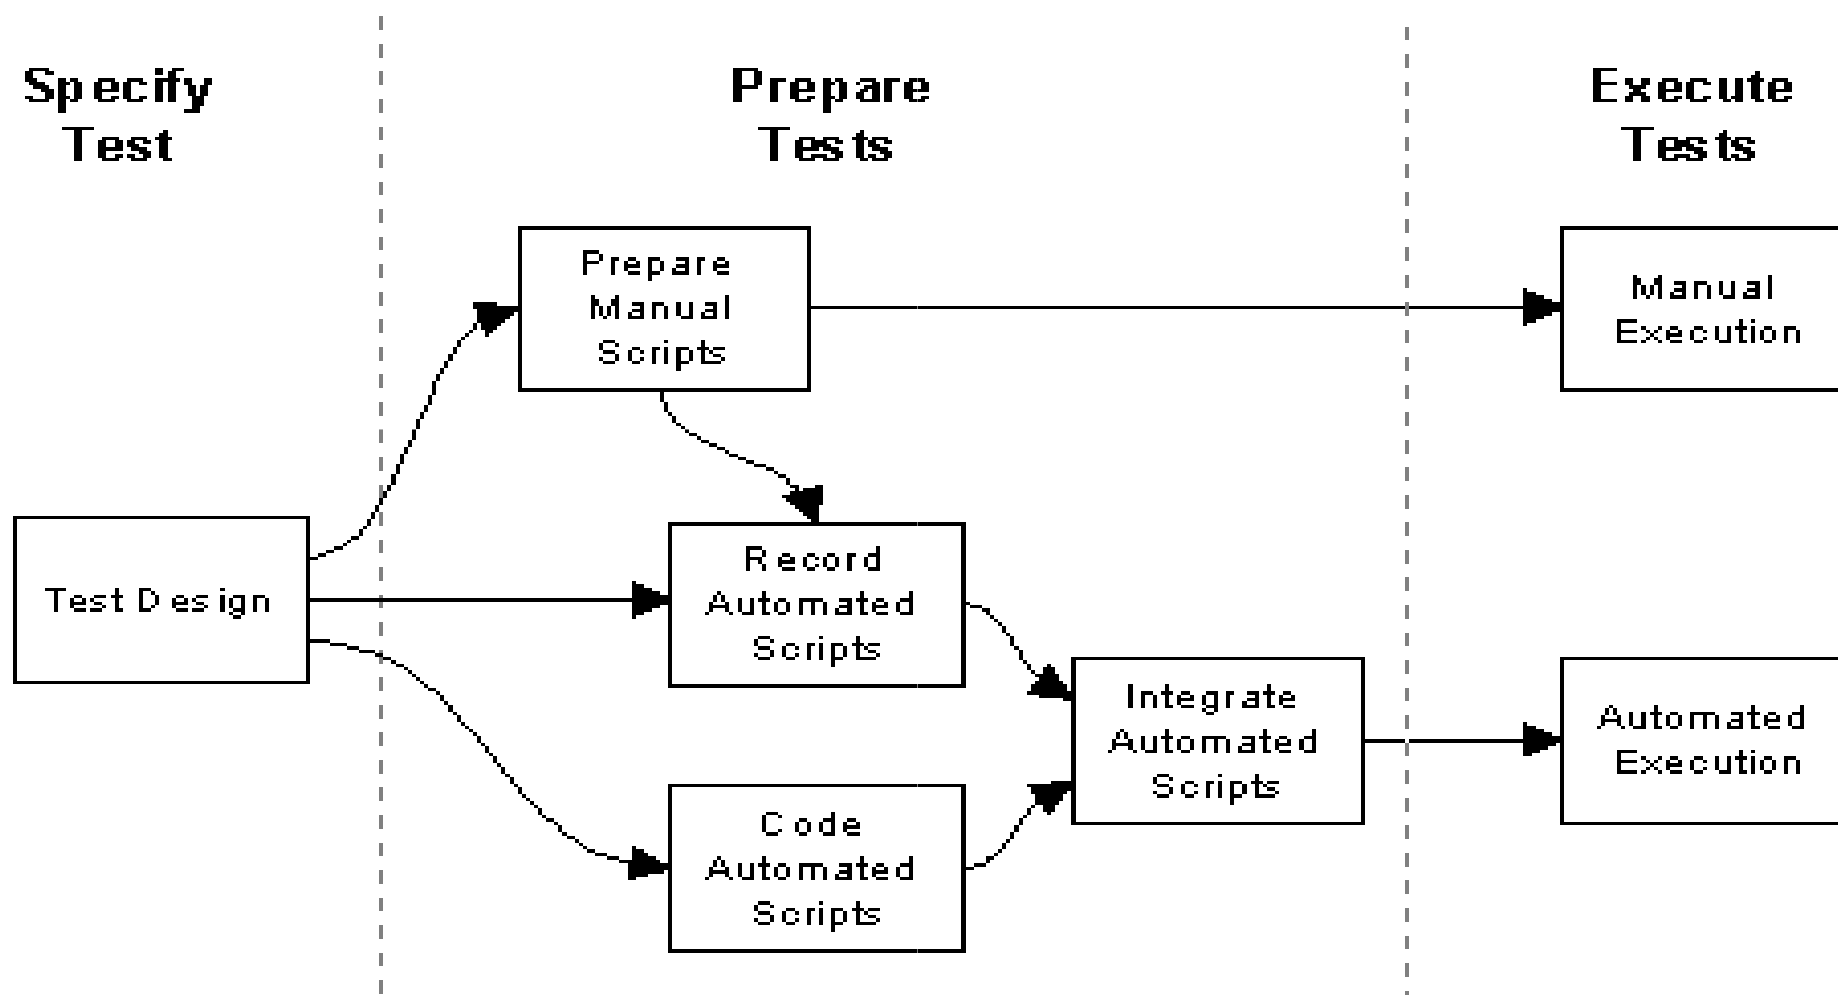 Specify
Test
Prepare
Tests
Execute
Tests
Prepare
Manual
Scripts
Manual
Execution
Test Design
Record
Automated
Scripts
Integrate
Automated
Scripts
Automated
Execution
Code
Automated
Scripts